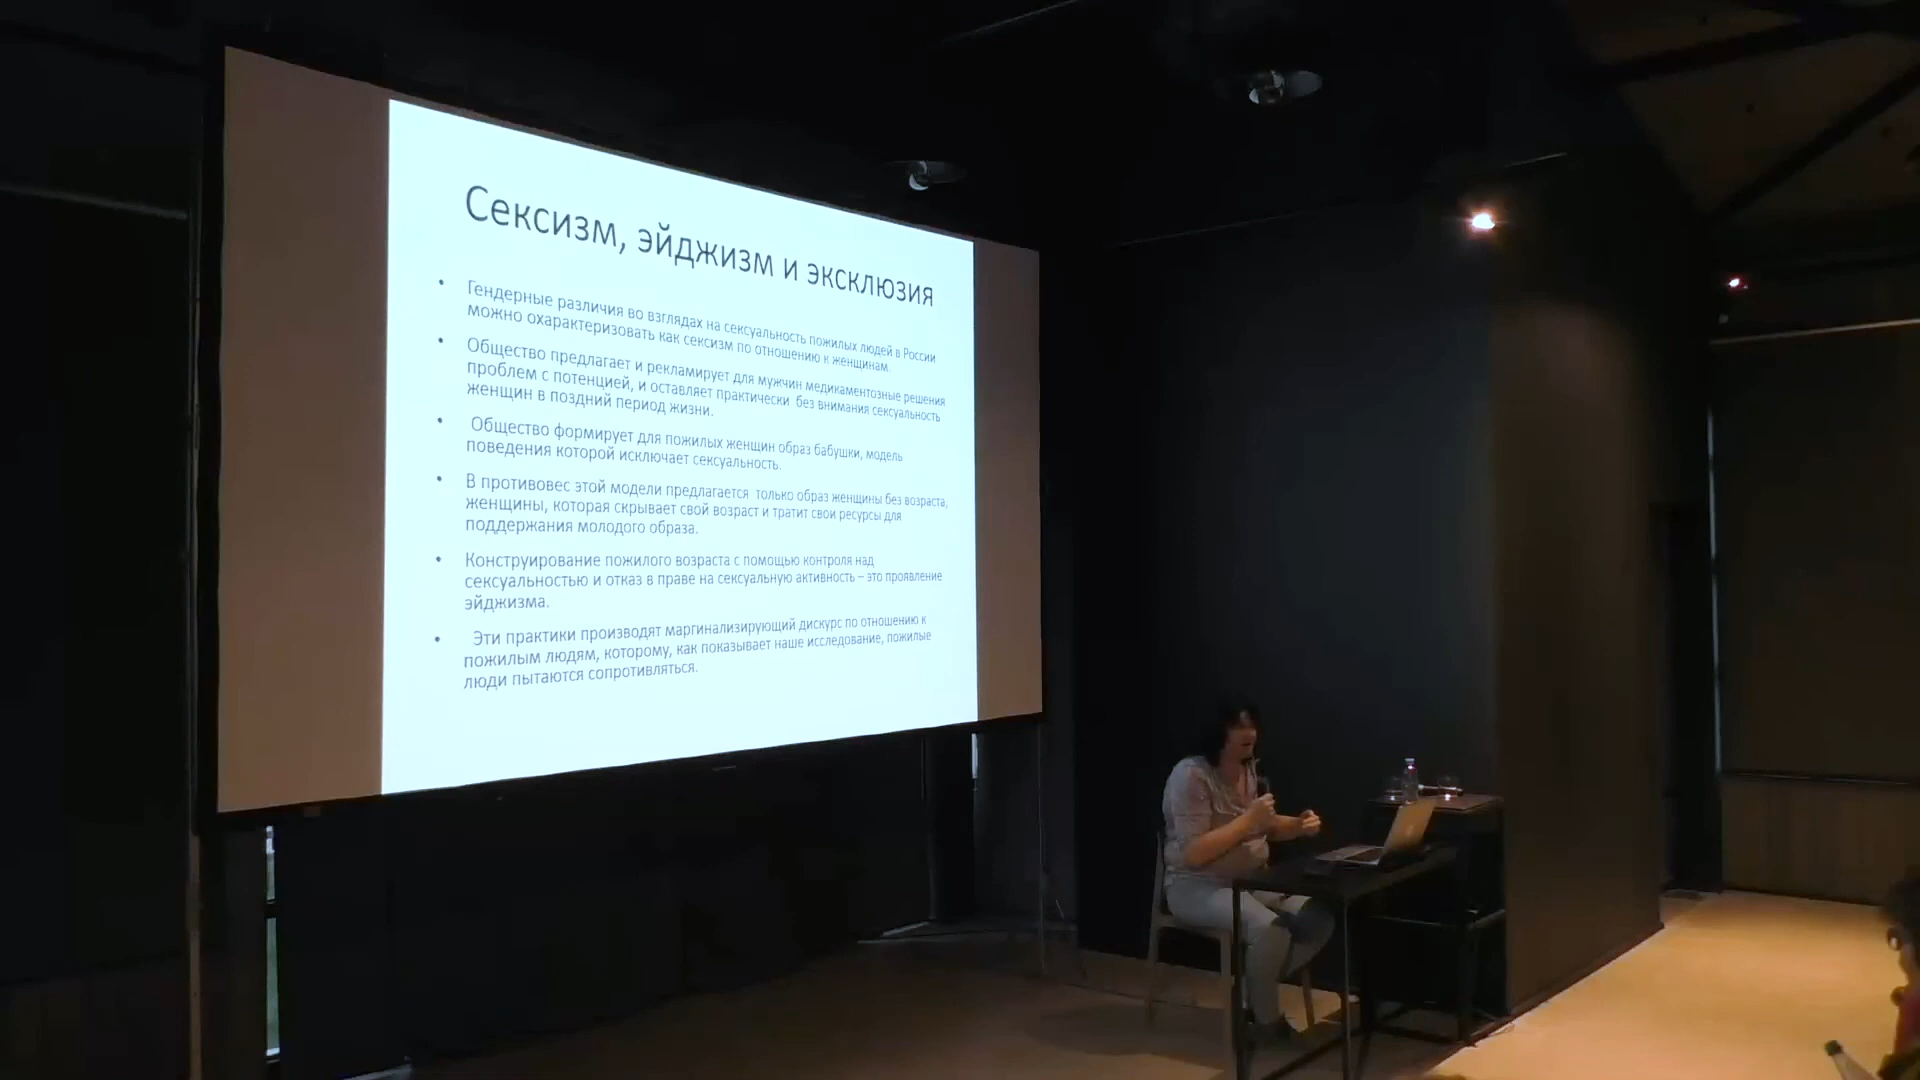 Сексизм, эйджизм и эксклюзия
• Гендерные различия во взглядах на сексуальность пожилых людей в России
можно охарактеризовать как сексизм по отношению к женщинам.
• Общество предлагает и рекламирует для мужчин медикаментозные решения
проблем с потенцией, и оставляет практически без внимания сексуальность
женщин в поздний период жизни.
• Общество формирует для пожилых женщин образ бабушки, модель
поведения которой исключает сексуальность.
• В противовес этой модели предлагается только образ женщины без возраста,
женщины, которая скрывает свой возраст и тратит свои ресурсы для
поддержания молодого образа.
• Конструирование пожилого возраста с помощью контроля над
сексуальностью и отказ в праве на сексуальную активность – это проявление
эйджизма.
• Эти практики производят маргинализирующий дискурс по отношению к
пожилым людям, которому, как показывает наше исследование, пожилые
люди пытаются сопротивляться.